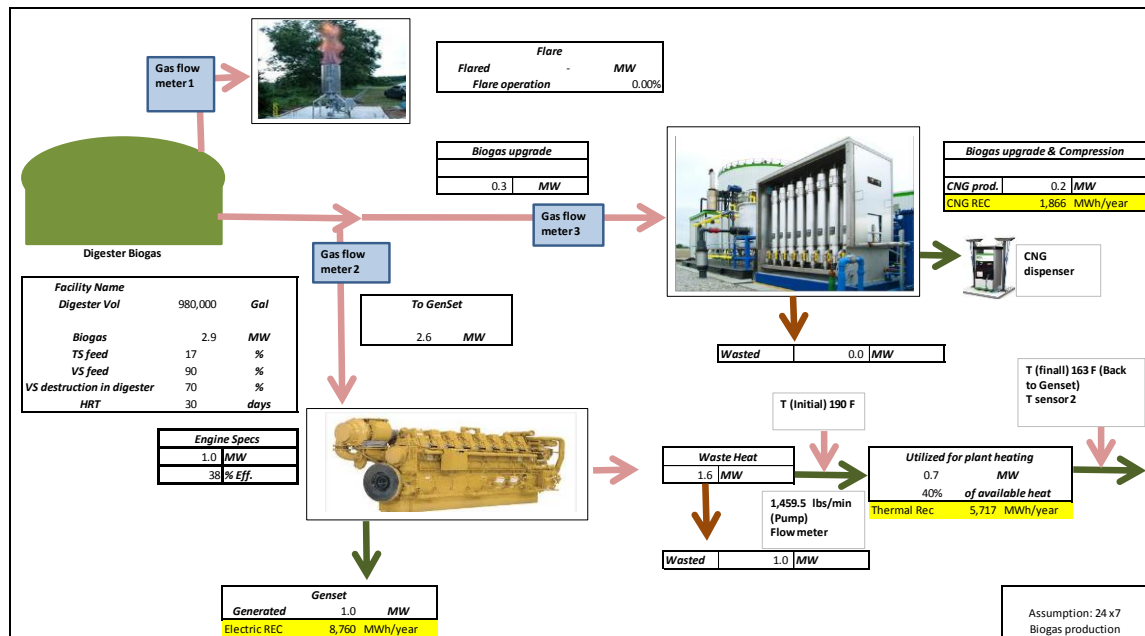 Gas flow
meter 1
Flare
Flared - MW
Flare operation 0.00%
Biogas upgrade
0.3 MW
Biogas upgrade & Compression
CNG prod. 0.2 MW
CNG REC 1,866 MWh/year
Gas flow
meter 3
Digester Biogas
Gas flow
meter 2
CNG
dispenser
Facility Name
Digester Vol 980,000 Gal
Biogas 2.9 MW
TS feed 17 %
VS feed 90 %
VS destruction in digester 70 %
HRT 30 days
To GenSet
2.6 MW
Wasted 0.0 MW
T (finall) 163 F (Back
to Genset)
T sensor 2
T (Initial) 190 F
Engine Specs
1.0 MW
38 % Eff.
Waste Heat
1.6 MW
Utilized for plant heating
0.7 MW
40% of available heat
Thermal Rec 5,717 MWh/year
1,459.5 lbs/min
(Pump)
Flow meter
Wasted 1.0 MW
Genset
Generated 1.0 MW
Electric REC 8,760 MWh/year
Assumption: 24 x7
Biogas production